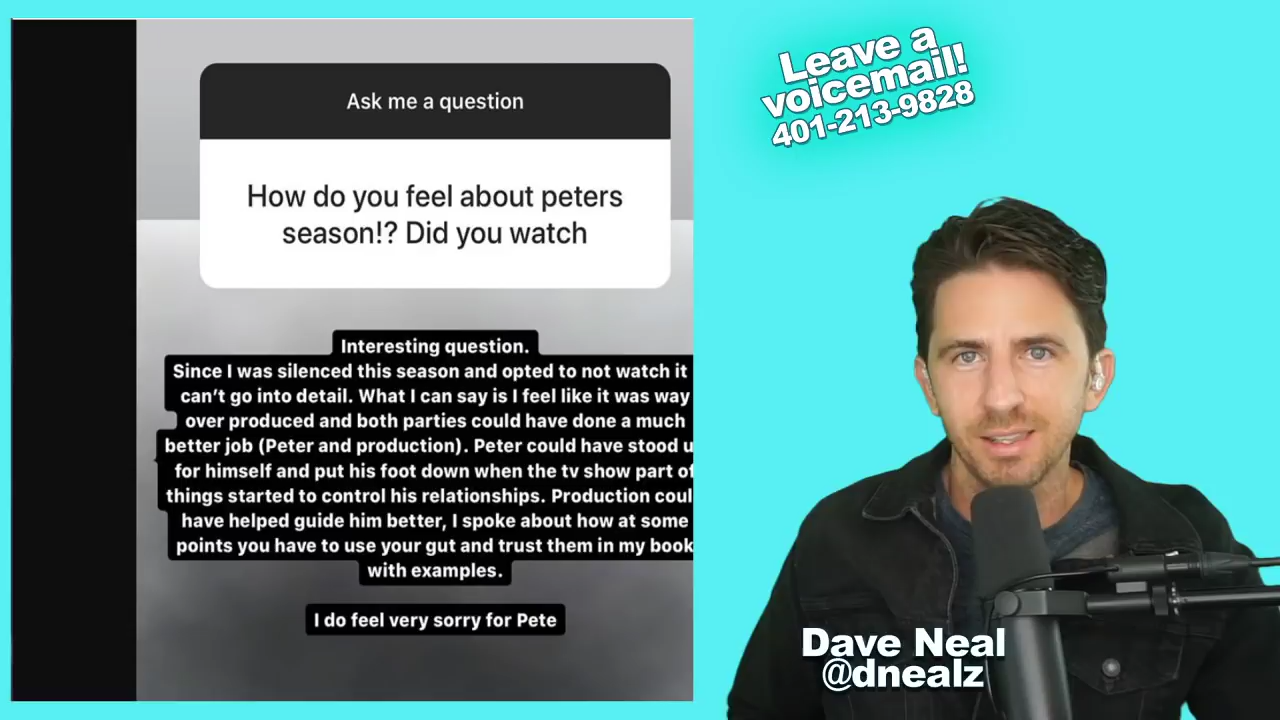 Ask me a question
How do you feel about peters
season!? Did you watch
Interesting question.
Since I was silenced this season and opted to not watch it
can’t go into detail. What I can say is I feel like it was way
over produced and both parties could have done a much
better job (Peter and production). Peter could have stood u
for himself and put his foot down when the tv show part of
things started to control his relationships. Production coul
have helped guide him better, I spoke about how at some
points you have to use your gut and trust them in my book
with examples.
I do feel very sorry for Pete
Leave a
voicemail!
401-213-9828
Dave Neal
@dnealz